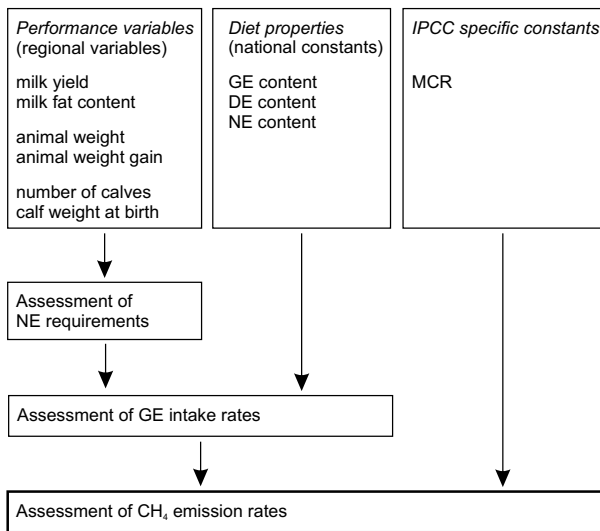 Performance variables
(regional variables)
milk yield
milk fat content
animal weight
animal weight gain
number of calves
calf weight at birth
Diet properties
(national constants)
GE content
DE content
NE content
IPCC specific constants
MCR
Assessment of
NE requirements
Assessment of GE intake rates
Assessment of CH₄ emission rates